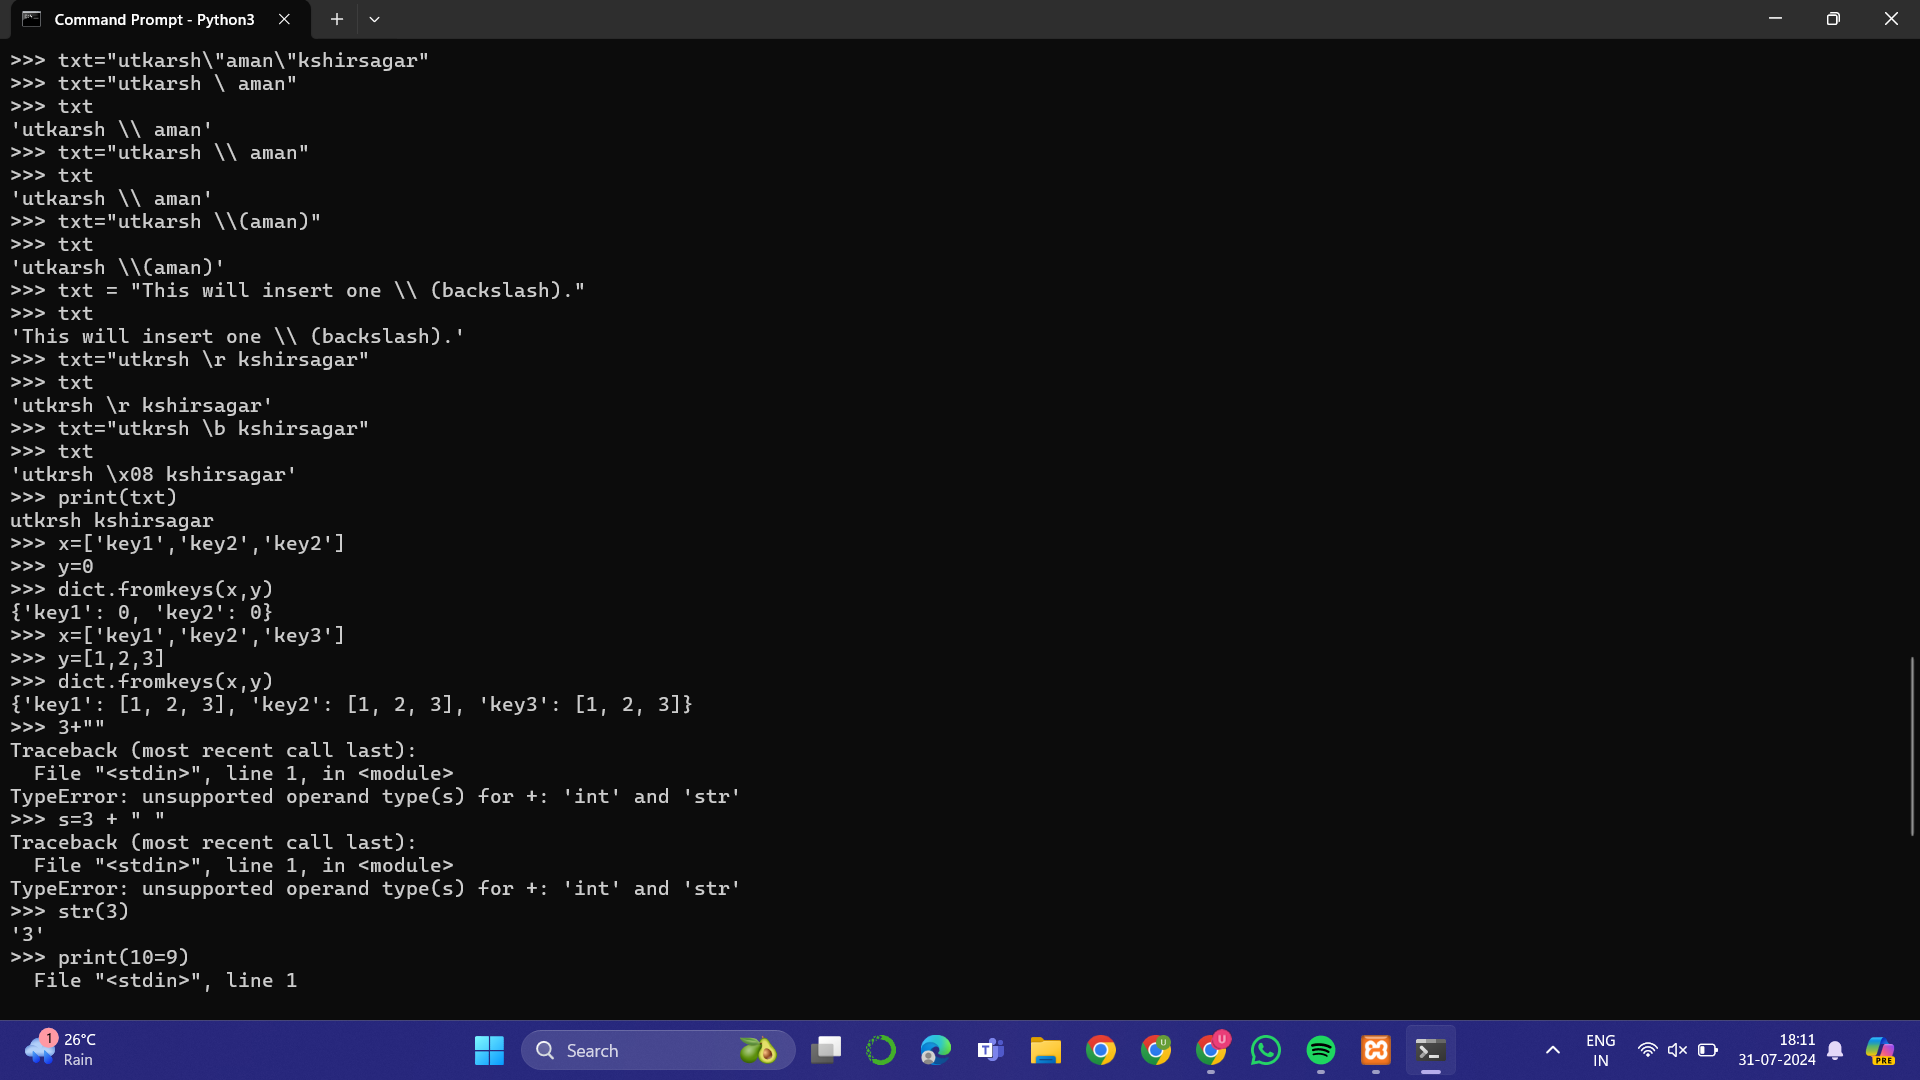 Command Prompt - Python3
>>> txt="utkarsh\"aman\"kshirsagar"
>>> txt="utkarsh \ aman"
>>> txt
'utkarsh \\ aman'
>>> txt="utkarsh \\ aman"
>>> txt
'utkarsh \\ aman'
>>> txt="utkarsh \\(aman)"
>>> txt
'utkarsh \\(aman)'
>>> txt = "This will insert one \\ (backslash)."
>>> txt
'This will insert one \\ (backslash).'
>>> txt="utkrsh \r kshirsagar"
>>> txt
'utkrsh \r kshirsagar'
>>> txt="utkrsh \b kshirsagar"
>>> txt
'utkrsh \x08 kshirsagar'
>>> print(txt)
utkrsh kshirsagar
>>> x=['key1','key2','key2']
>>> y=0
>>> dict.fromkeys(x,y)
{'key1': 0, 'key2': 0}
>>> x=['key1','key2','key3']
>>> y=[1,2,3]
>>> dict.fromkeys(x,y)
{'key1': [1, 2, 3], 'key2': [1, 2, 3], 'key3': [1, 2, 3]}
>>> 3+""
Traceback (most recent call last):
  File "<stdin>", line 1, in <module>
TypeError: unsupported operand type(s) for +: 'int' and 'str'
>>> s=3 + " "
Traceback (most recent call last):
  File "<stdin>", line 1, in <module>
TypeError: unsupported operand type(s) for +: 'int' and 'str'
>>> str(3)
'3'
>>> print(10=9)
  File "<stdin>", line 1
1
26°C
Rain
Search
T
U
U
ENG
IN
18:11
31-07-2024
PRE